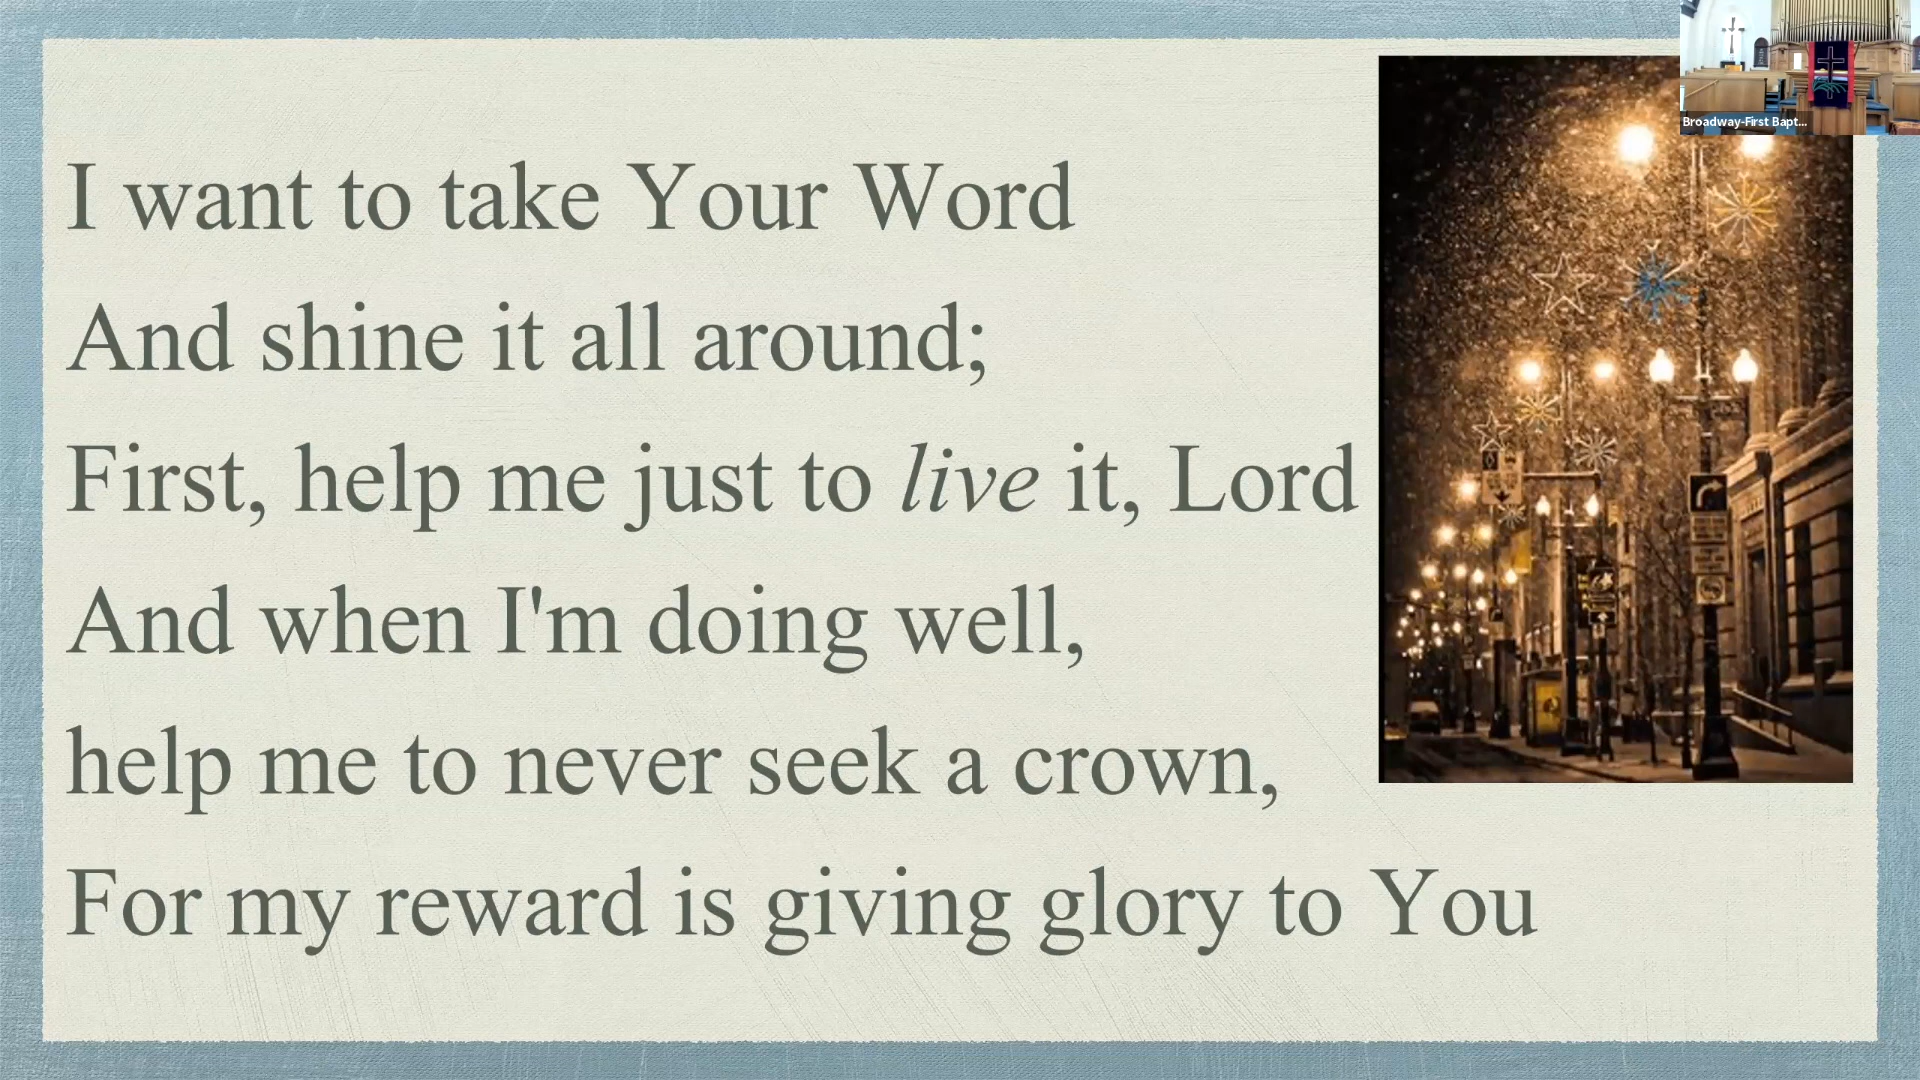 I want to take Your Word
And shine it all around;
First, help me just to live it, Lord
And when I'm doing well,
help me to never seek a crown,
For my reward is giving glory to You
Broadway-First Bapt...